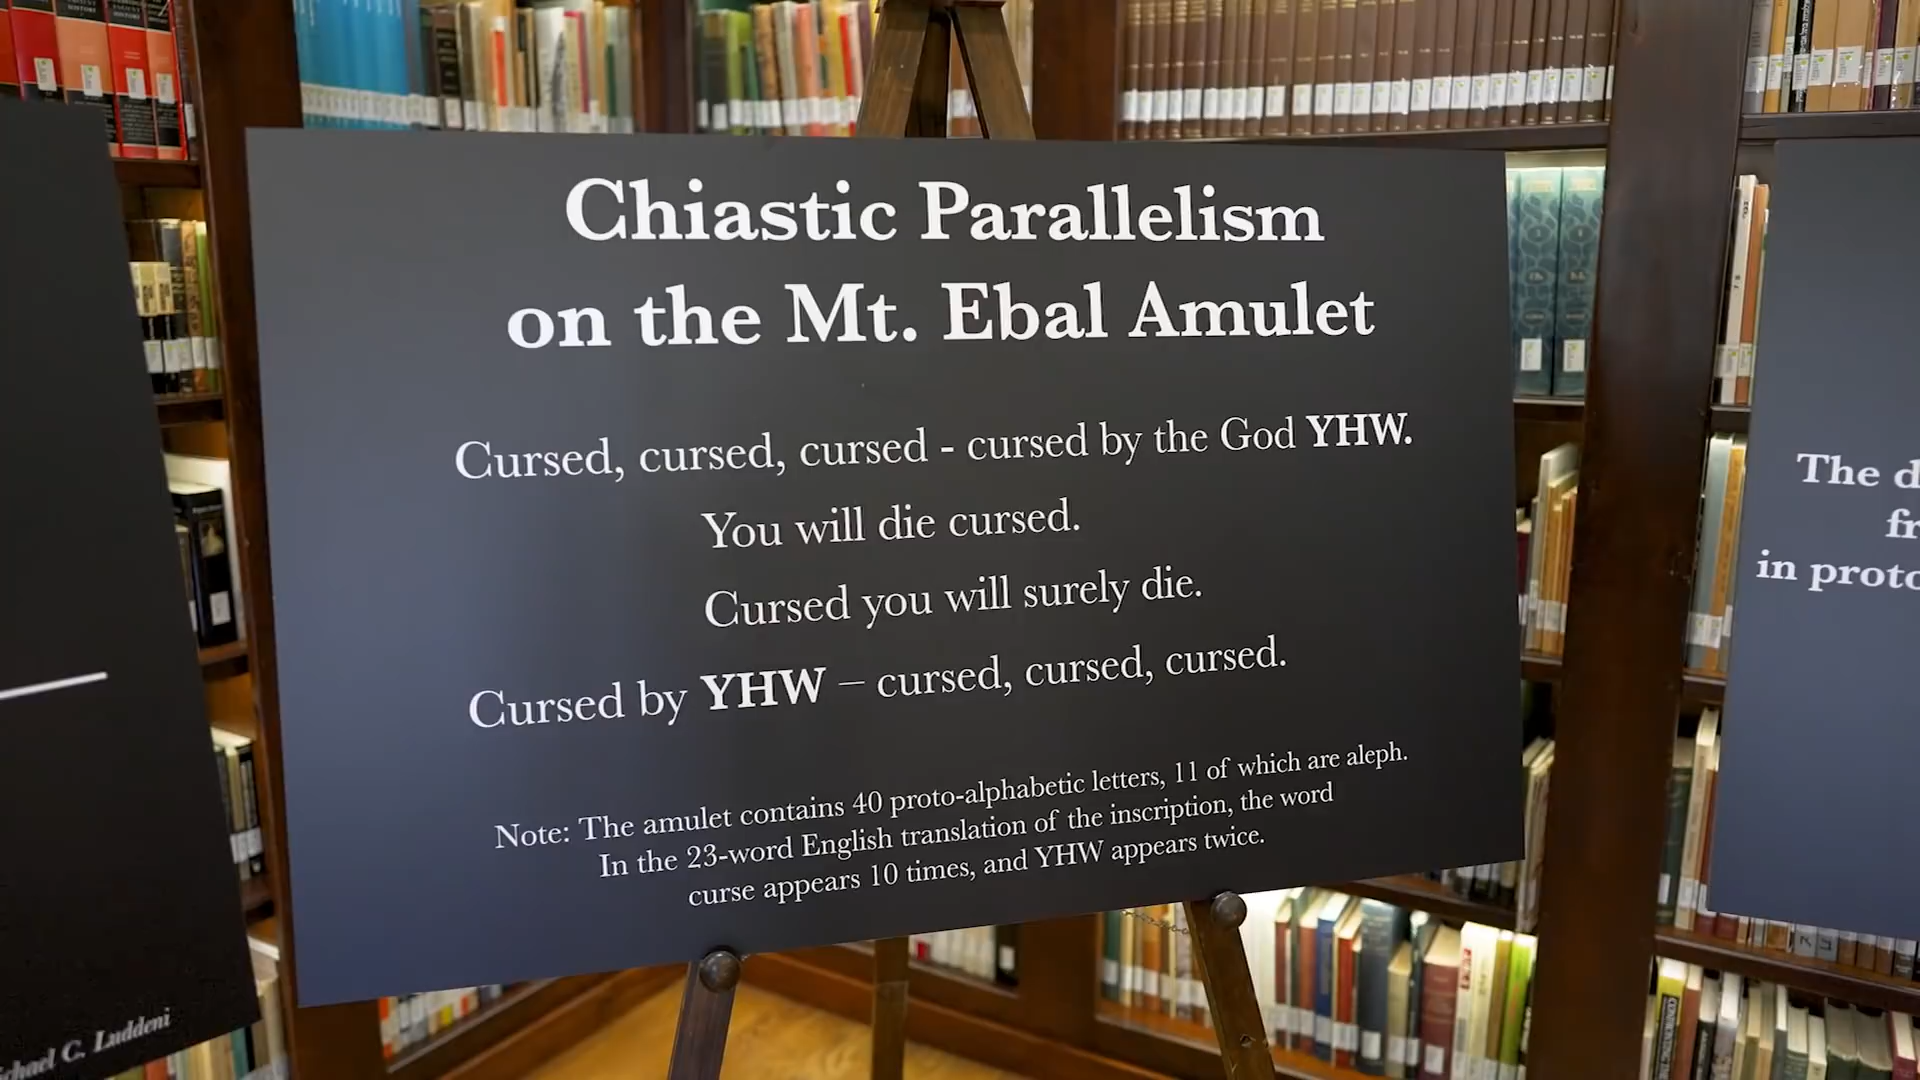 Chiastic Parallelism
on the Mt. Ebal Amulet
Cursed, cursed, cursed - cursed by the God YHW.
You will die cursed.
Cursed you will surely die.
Cursed by YHW – cursed, cursed, cursed.
Note: The amulet contains 40 proto-alphabetic letters, 11 of which are aleph.
In the 23-word English translation of the inscription, the word
curse appears 10 times, and YHW appears twice.
C. Luddeni
The
in